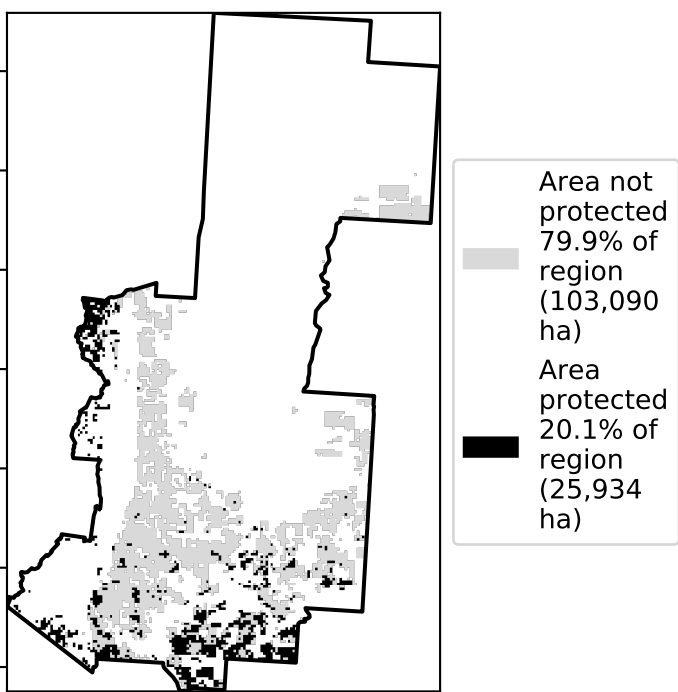 Area not
protected
79.9% of
region
(103,090
ha)
Area
protected
20.1% of
region
(25,934
ha)